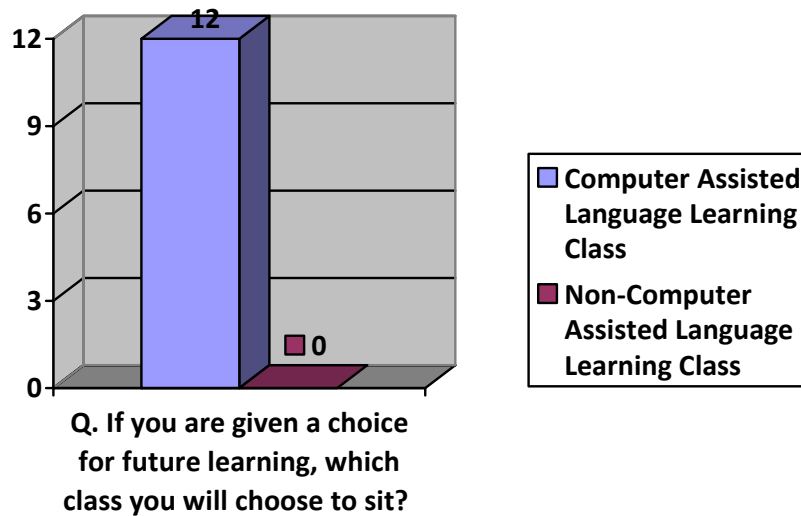 12
12
9
6
3
0
0
Q. If you are given a choice
for future learning, which
class you will choose to sit?
Computer Assisted
Language Learning
Class
Non-Computer
Assisted Language
Learning Class